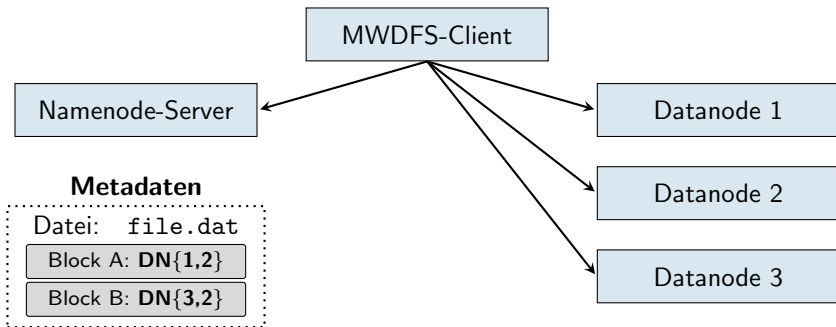 MWDFS-Client
Namenode-Server
Datanode 1
Datanode 2
Datanode 3
Metadaten
Datei: file.dat
Block A: DN{1,2}
Block B: DN{3,2}